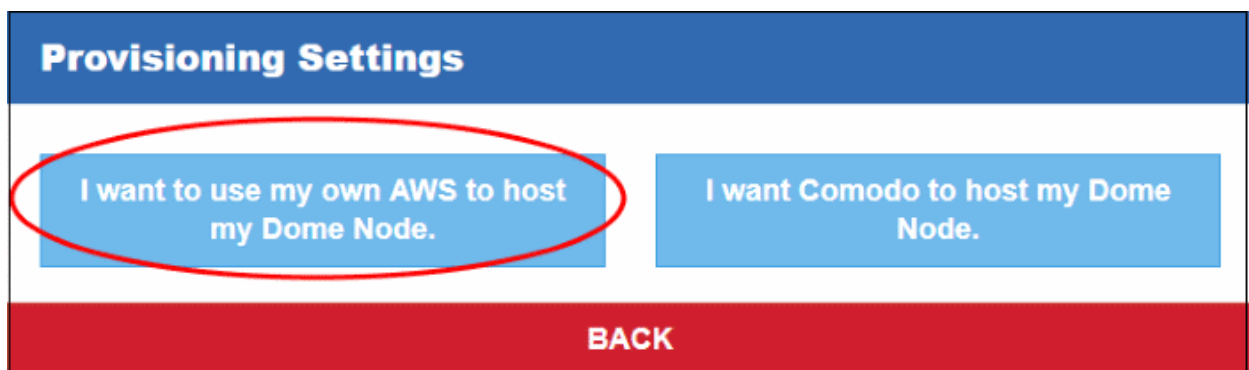 Provisioning Settings
I want to use my own AWS to host
my Dome Node.
I want Comodo to host my Dome
Node.
BACK